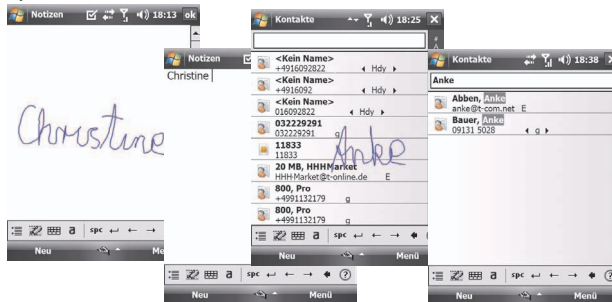 Notizen 18:13 ok
Christine
Neu Me
Notizen
Christine
Neu Menü
Kontakte 18:25
<Kein Name>
+4916092822 Hdy
<Kein Name>
+4916092 Hdy
<Kein Name>
016092822 Hdy
032229291
032229291 g
11833
11833
Anke
20 MB, HHHMarket
HHH-Market@t-online.de E
800, Pro
+4991132179 g
800, Pro
+4991132179 g
a spc
Neu Menü
Kontakte 18:38
Anke
Abben, Anke
anke@t-com.net E
Bauer, Anke
09131 5028 g
a spc
Neu Menü